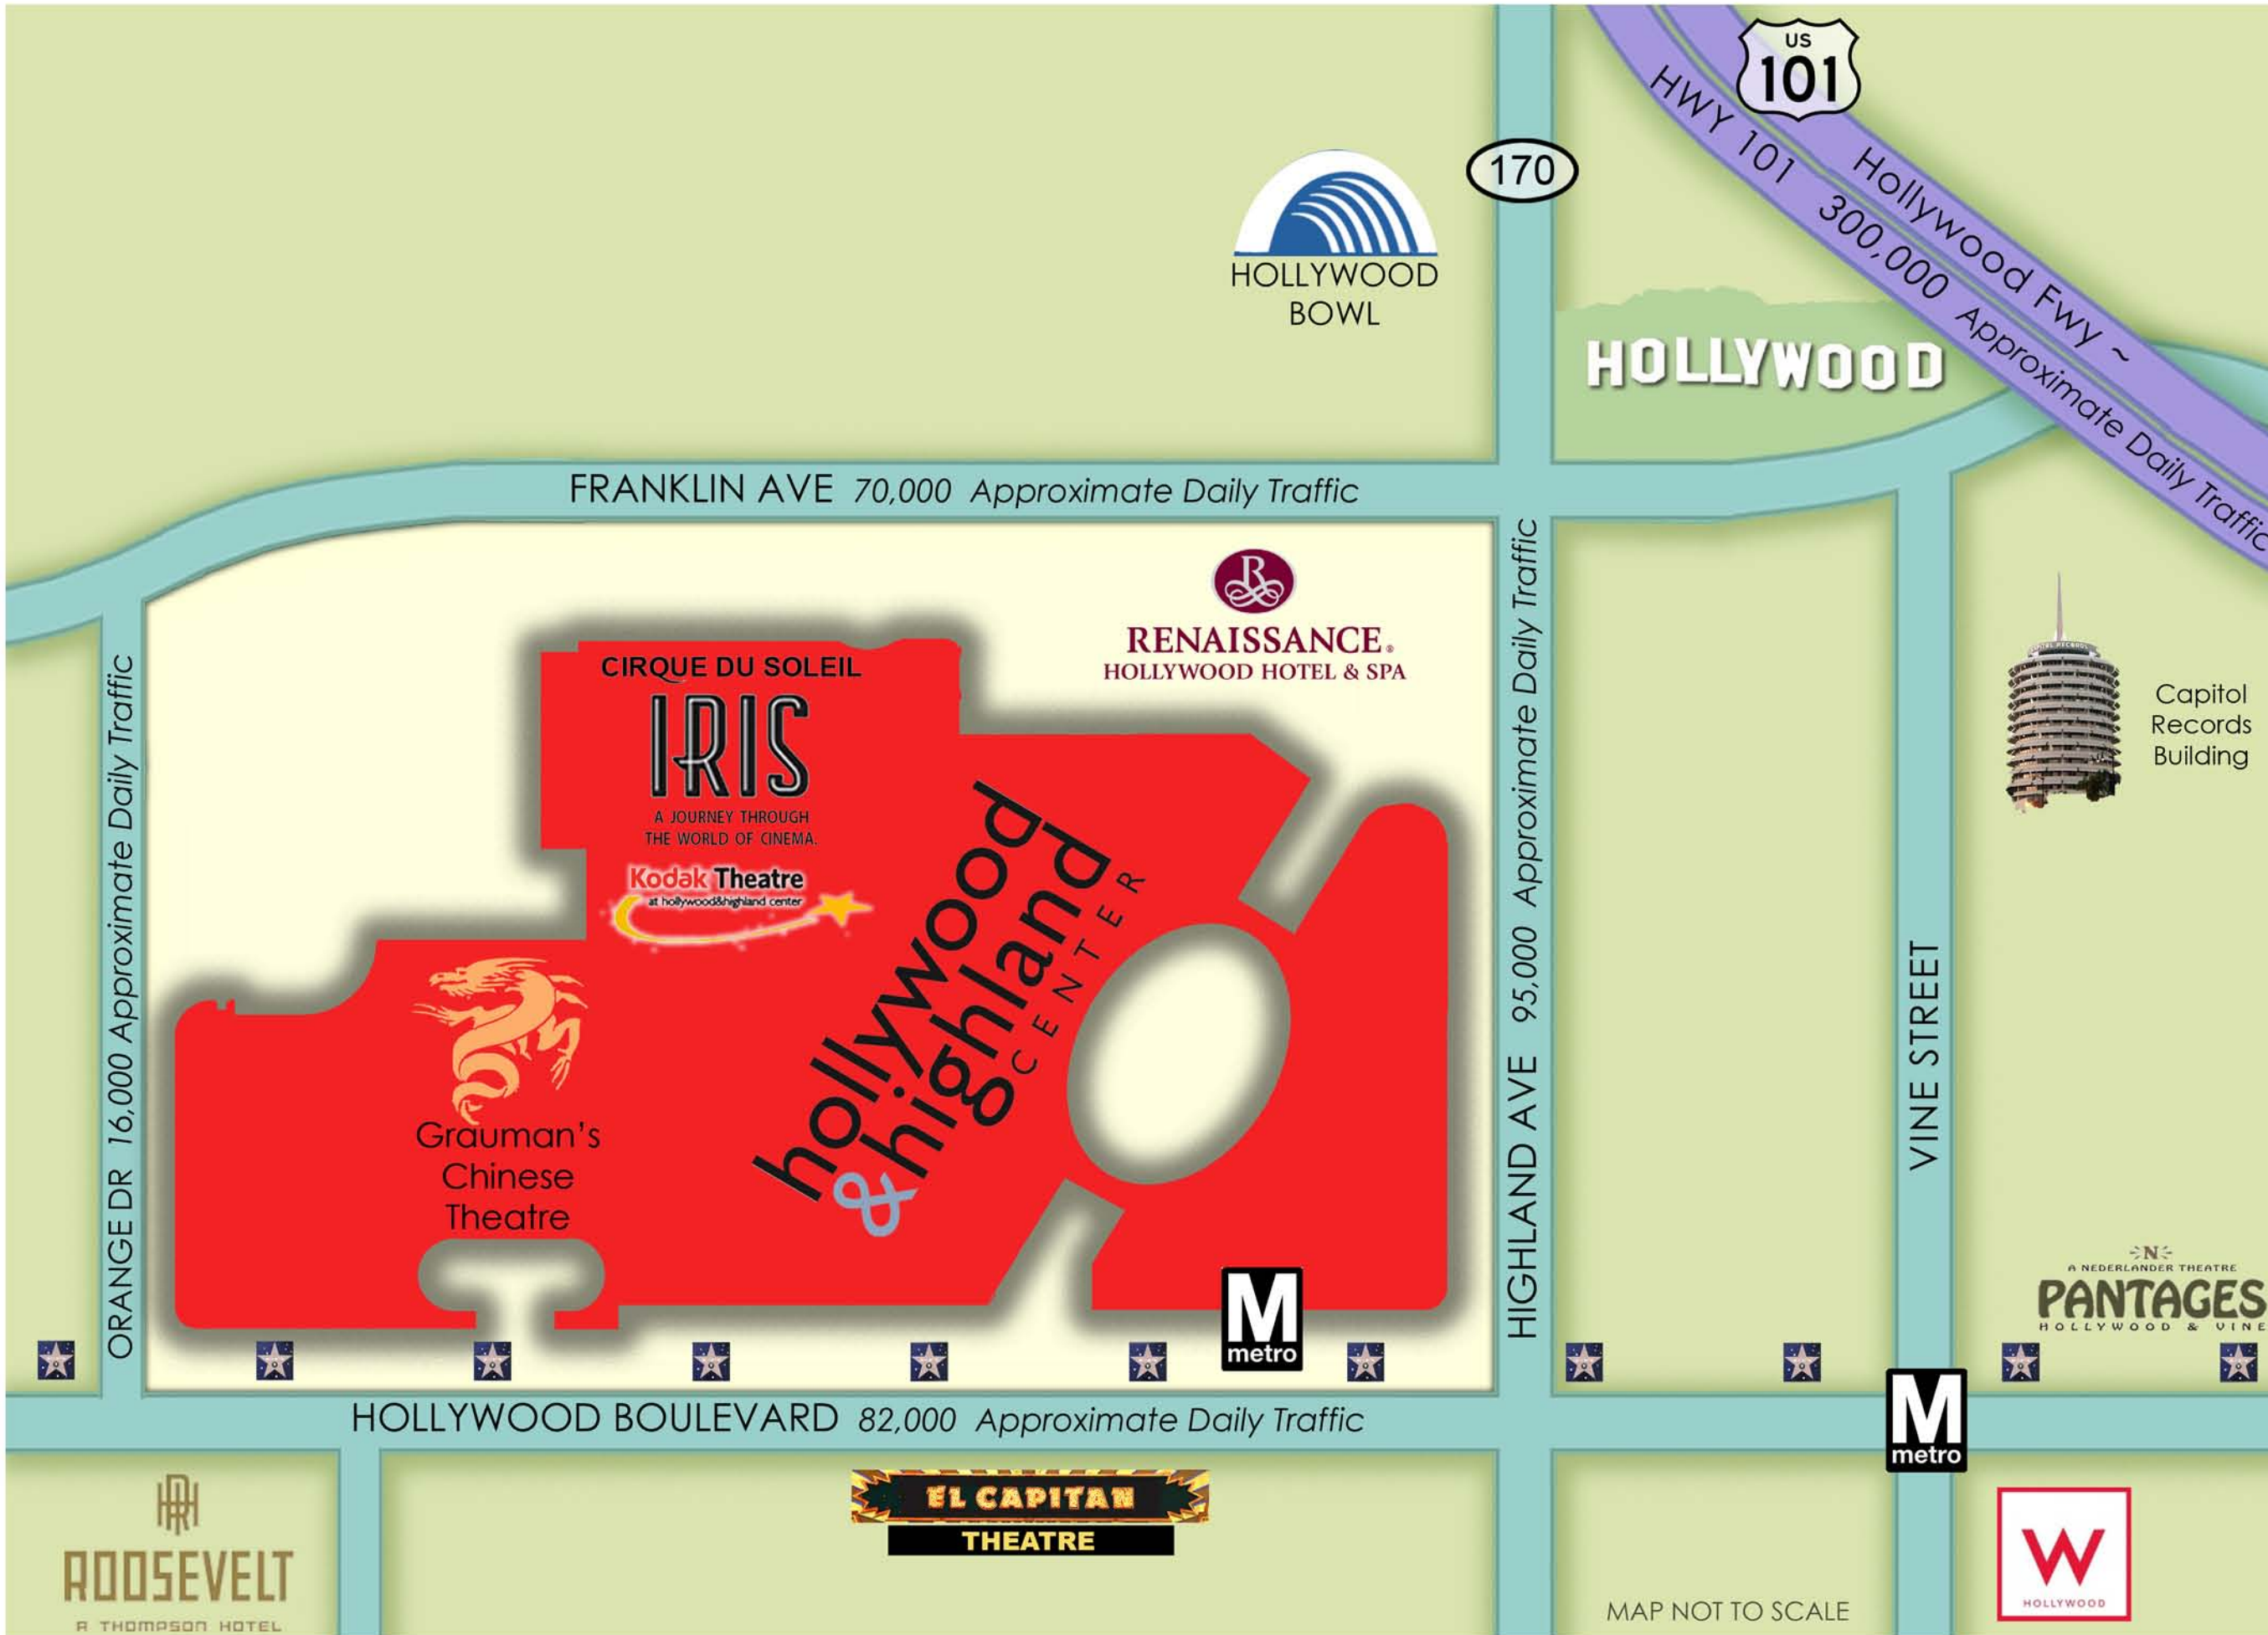 US
101
HWY 101 300,000 Approximate Daily Traffic
Hollywood Fwy ~
170
HOLLYWOOD
BOWL
HOLLYWOOD
FRANKLIN AVE 70,000 Approximate Daily Traffic
R
RENAISSANCE®
HOLLYWOOD HOTEL & SPA
CIRQUE DU SOLEIL
IRIS
A JOURNEY THROUGH
THE WORLD OF CINEMA.
Kodak Theatre
at hollywood&highland center
hollywood
&highland
CENTER
Grauman's
Chinese
Theatre
ORANGE DR 16,000 Approximate Daily Traffic
HIGHLAND AVE 95,000 Approximate Daily Traffic
VINE STREET
CAPITOL RECORDS
Capitol
Records
Building
N
A NEDERLANDER THEATRE
PANTAGES
HOLLYWOOD & VINE
M
metro
HOLLYWOOD BOULEVARD 82,000 Approximate Daily Traffic
M
metro
ROOSEVELT
A THOMPSON HOTEL
EL CAPITAN
THEATRE
MAP NOT TO SCALE
W
HOLLYWOOD